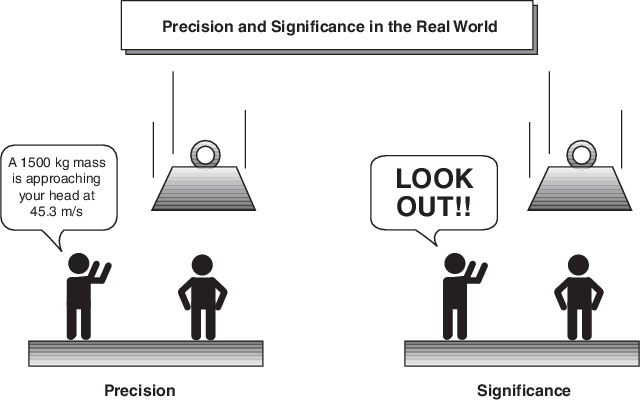 Precision and Significance in the Real World
A 1500 kg mass
is approaching
your head at
45.3 m/s
LOOK
OUT!!
Precision
Significance